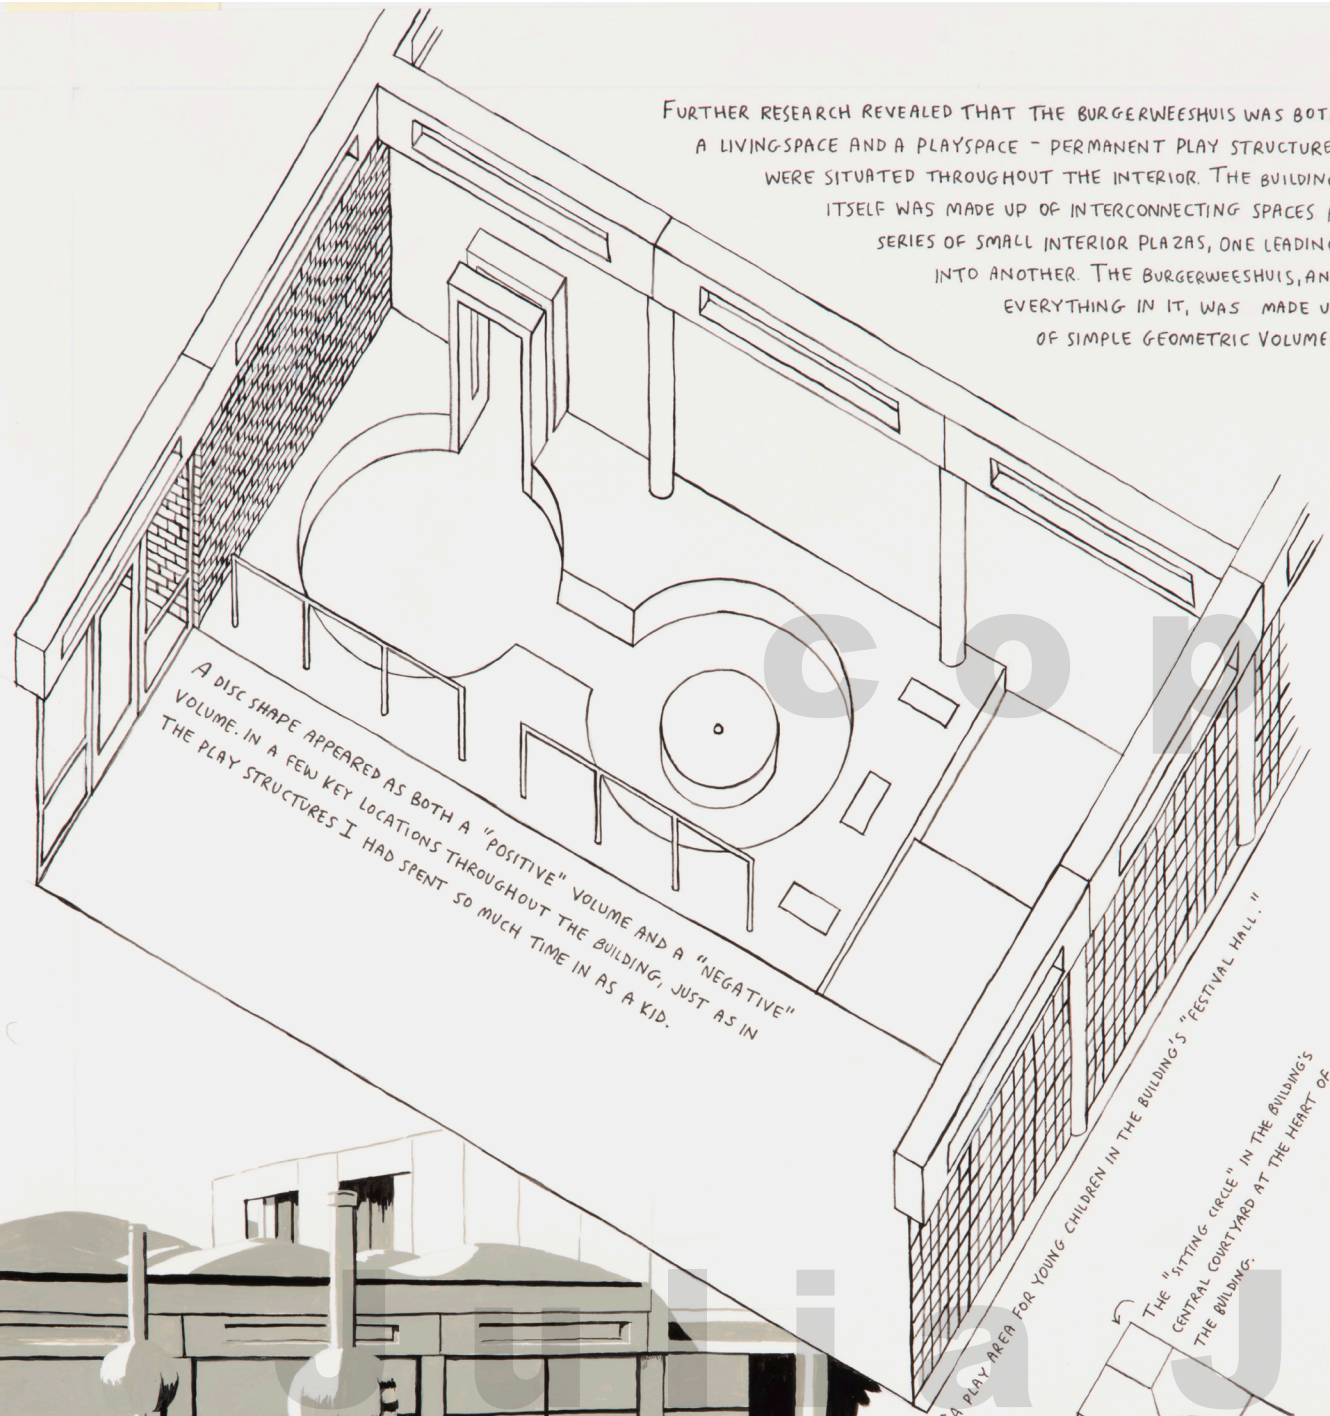 FURTHER RESEARCH REVEALED THAT THE BURGERWEESHUIS WAS BOT
A LIVINGSPACE AND A PLAYSPACE - PERMANENT PLAY STRUCTURE
WERE SITUATED THROUGHOUT THE INTERIOR. THE BUILDING
ITSELF WAS MADE UP OF INTERCONNECTING SPACES
SERIES OF SMALL INTERIOR PLAZAS, ONE LEADING
INTO ANOTHER. THE BURGERWEESHUIS, AN
EVERYTHING IN IT, WAS MADE U
OF SIMPLE GEOMETRIC VOLUME
A DISC SHAPE APPEARED AS BOTH A "POSITIVE" VOLUME AND A "NEGATIVE"
VOLUME. IN A FEW KEY LOCATIONS THROUGHOUT THE BUILDING, JUST AS IN
THE PLAY STRUCTURES I HAD SPENT SO MUCH TIME IN AS A KID.
A PLAY AREA FOR YOUNG CHILDREN IN THE BUILDING'S "FESTIVAL HALL."
THE "SITTING CIRCLE" IN THE BUILDING'S
CENTRAL COURTYARD AT THE HEART OF
THE BUILDING.
cop
Julia J